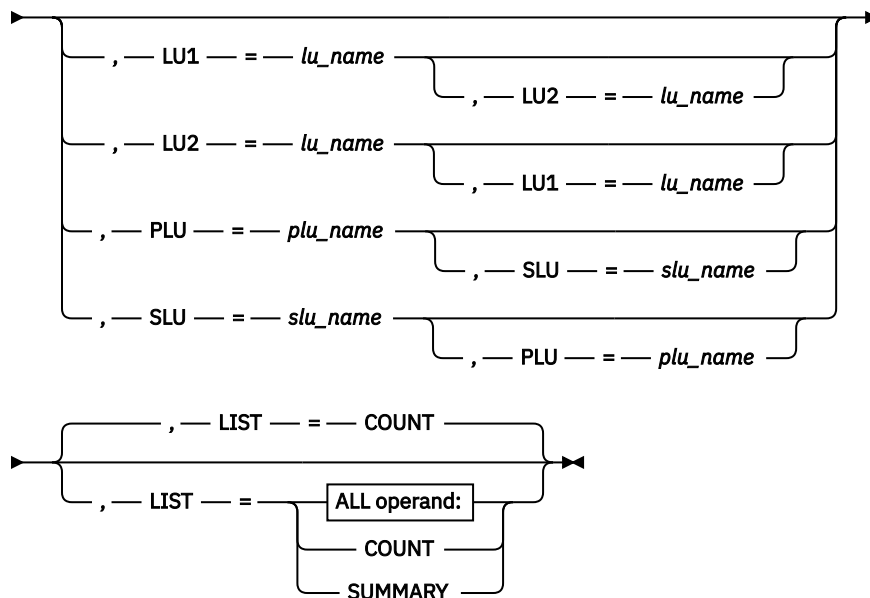 , LU1 = lu_name
, LU2 = lu_name
, LU2 = lu_name
, LU1 = lu_name
, PLU = plu_name
, SLU = slu_name
, SLU = slu_name
, PLU = plu_name
, LIST = COUNT
, LIST = ALL operand:
COUNT
SUMMARY